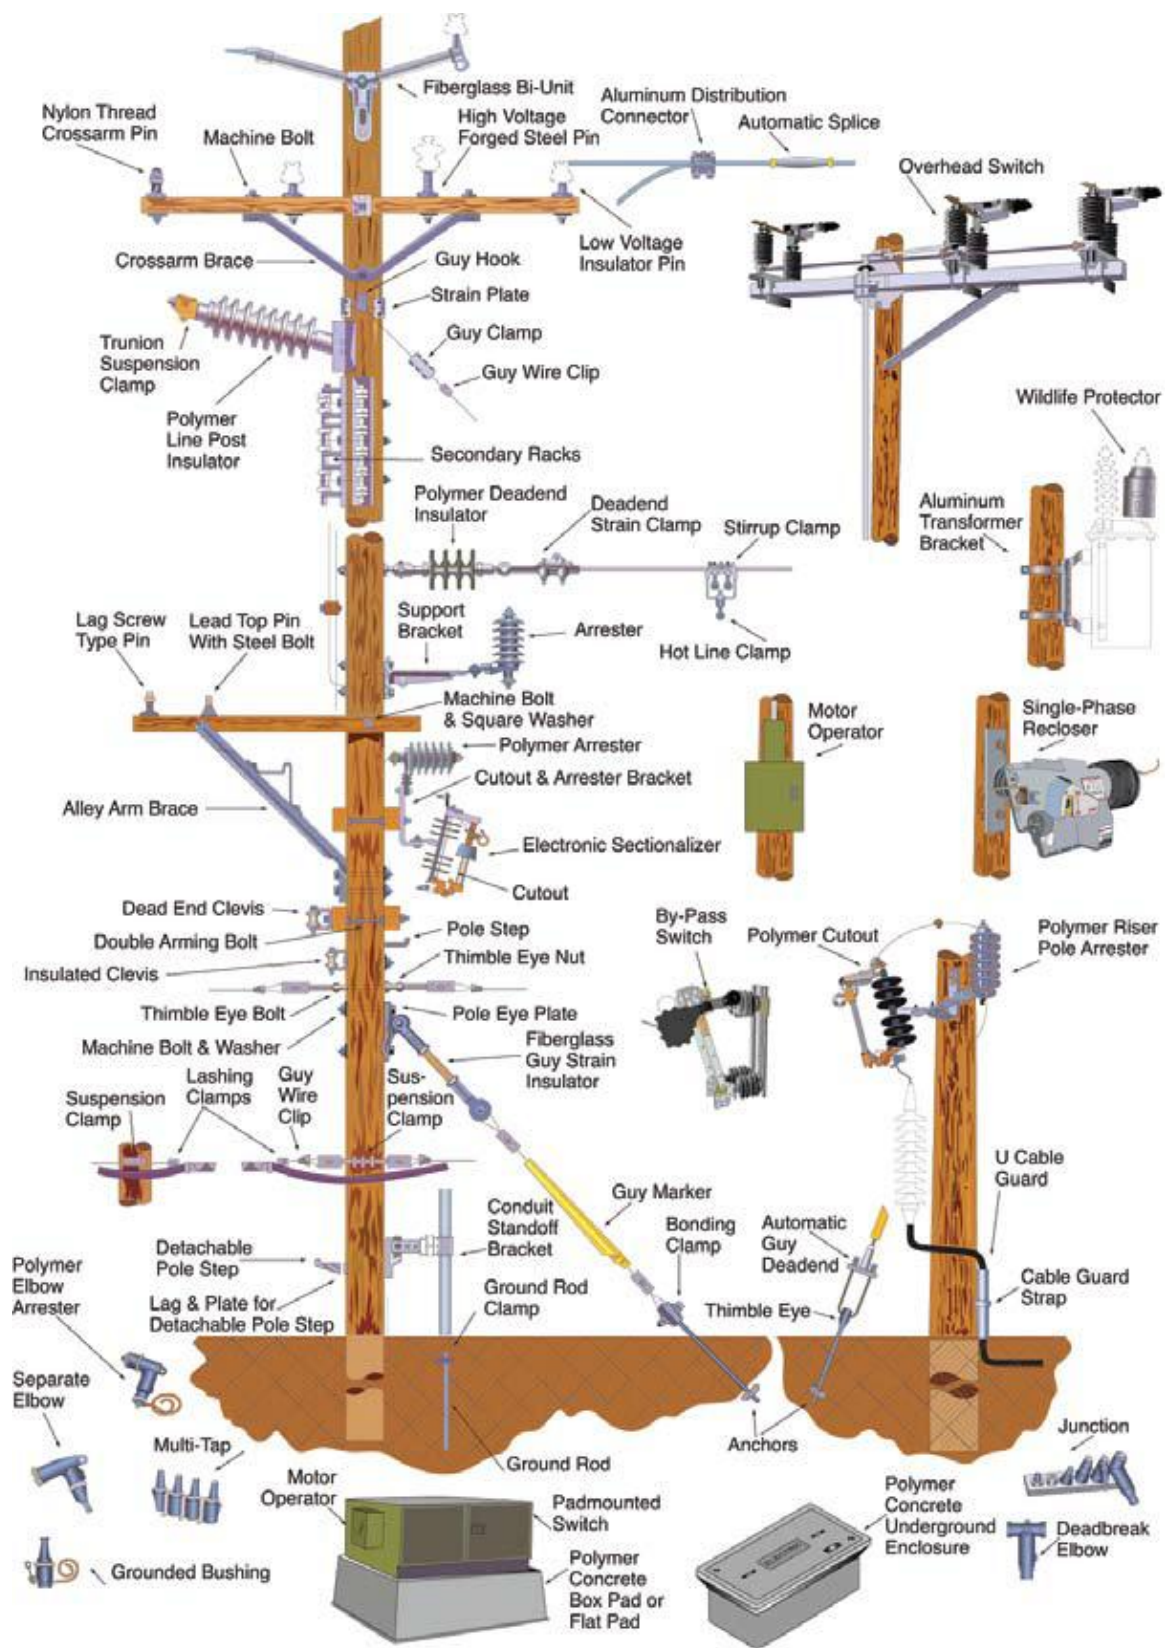 Fiberglass Bi-Unit
Nylon Thread
Crossarm Pin
Machine Bolt
High Voltage
Forged Steel Pin
Aluminum Distribution
Connector
Automatic Splice
Overhead Switch
Low Voltage
Insulator Pin
Crossarm Brace
Guy Hook
Strain Plate
Trunion
Suspension
Clamp
Guy Clamp
Guy Wire Clip
Polymer
Line Post
Insulator
Secondary Racks
Wildlife Protector
Polymer Deadend
Insulator
Deadend
Strain Clamp
Stirrup Clamp
Aluminum
Transformer
Bracket
Lag Screw
Type Pin
Lead Top Pin
With Steel Bolt
Support
Bracket
Arrester
Hot Line Clamp
Machine Bolt
& Square Washer
Motor
Operator
Single-Phase
Recloser
Polymer Arrester
Cutout & Arrester Bracket
Alley Arm Brace
Electronic Sectionalizer
Cutout
Dead End Clevis
Double Arming Bolt
Pole Step
Insulated Clevis
Thimble Eye Nut
By-Pass
Switch
Polymer Cutout
Polymer Riser
Pole Arrester
Thimble Eye Bolt
Pole Eye Plate
Machine Bolt & Washer
Fiberglass
Guy Strain
Insulator
Suspension
Clamp
Lashing
Clamps
Guy
Wire
Clip
Sus-
pension
Clamp
U Cable
Guard
Guy Marker
Conduit
Standoff
Bracket
Bonding
Clamp
Automatic
Guy
Deadend
Detachable
Pole Step
Polymer
Elbow
Arrester
Lag & Plate for
Detachable Pole Step
Ground Rod
Clamp
Thimble Eye
Cable Guard
Strap
Separate
Elbow
Multi-Tap
Anchors
Junction
Ground Rod
Motor
Operator
Padmounted
Switch
Polymer
Concrete
Underground
Enclosure
ELECTRIC
Deadbreak
Elbow
Grounded Bushing
Polymer
Concrete
Box Pad or
Flat Pad